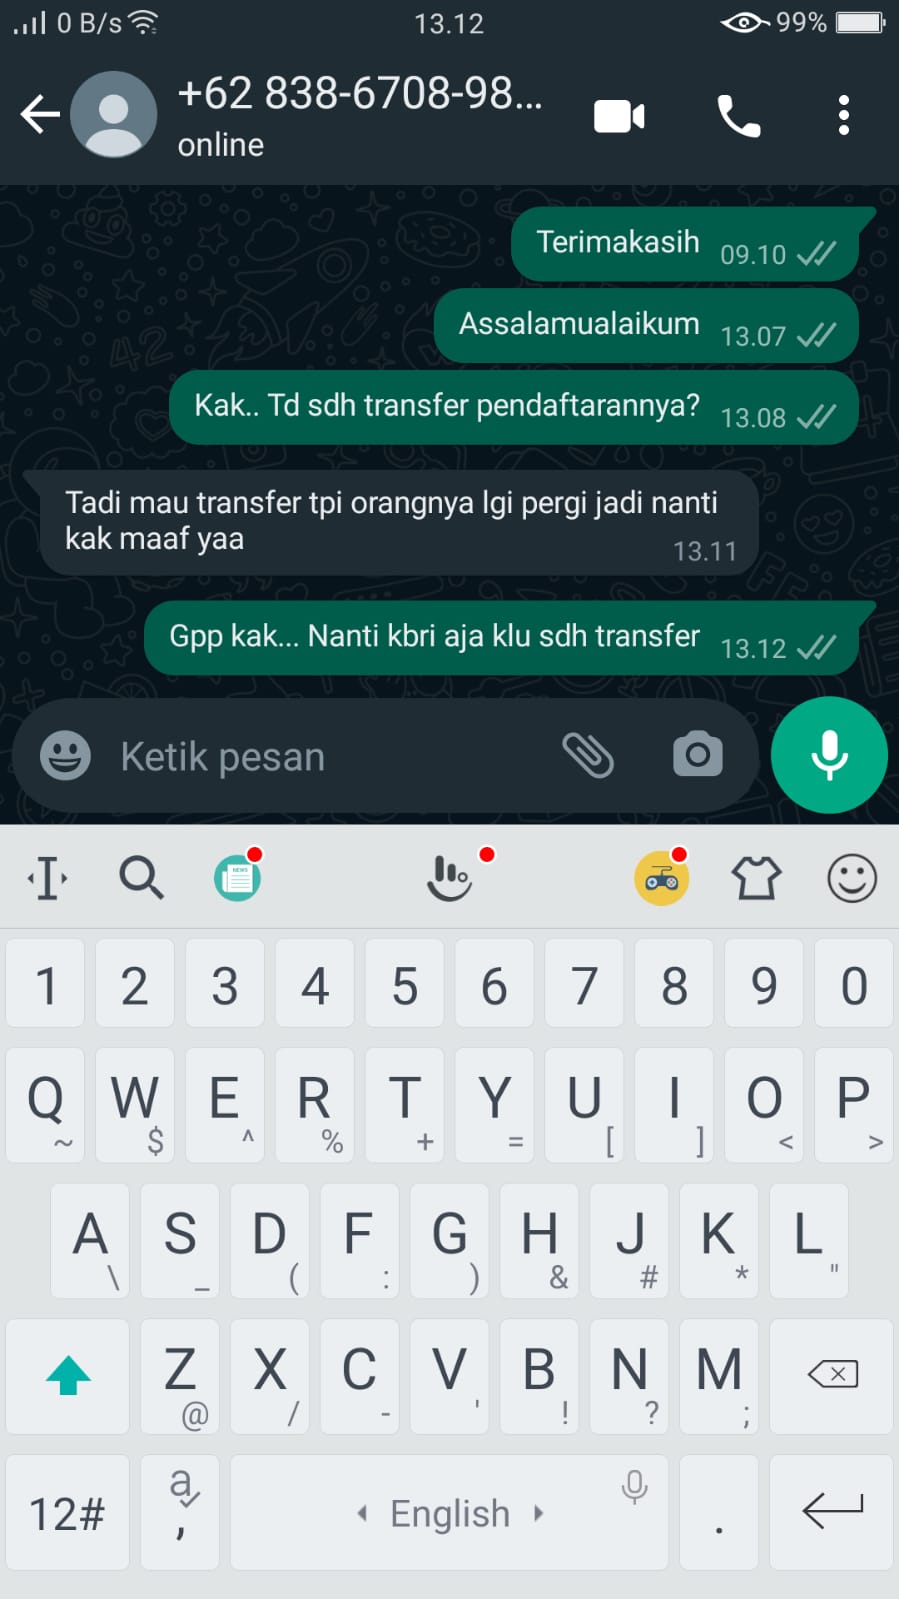 0 B/s 13.12 99%
+62 838-6708-98...
online
Terimakasih 09.10
Assalamualaikum 13.07
Kak.. Td sdh transfer pendaftarannya? 13.08
Tadi mau transfer tpi orangnya lgi pergi jadi nanti
kak maaf yaa 13.11
Gpp kak... Nanti kbri aja klu sdh transfer 13.12
Ketik pesan
NEWS
1 2 3 4 5 6 7 8 9 0
Q W E R T Y U I O P
~ $ ^ % + = [ ] < >
A S D F G H J K L
\ _ ( : ) & # * "
Z X C V B N M
@ / - ' ! ? ;
12# a , English .